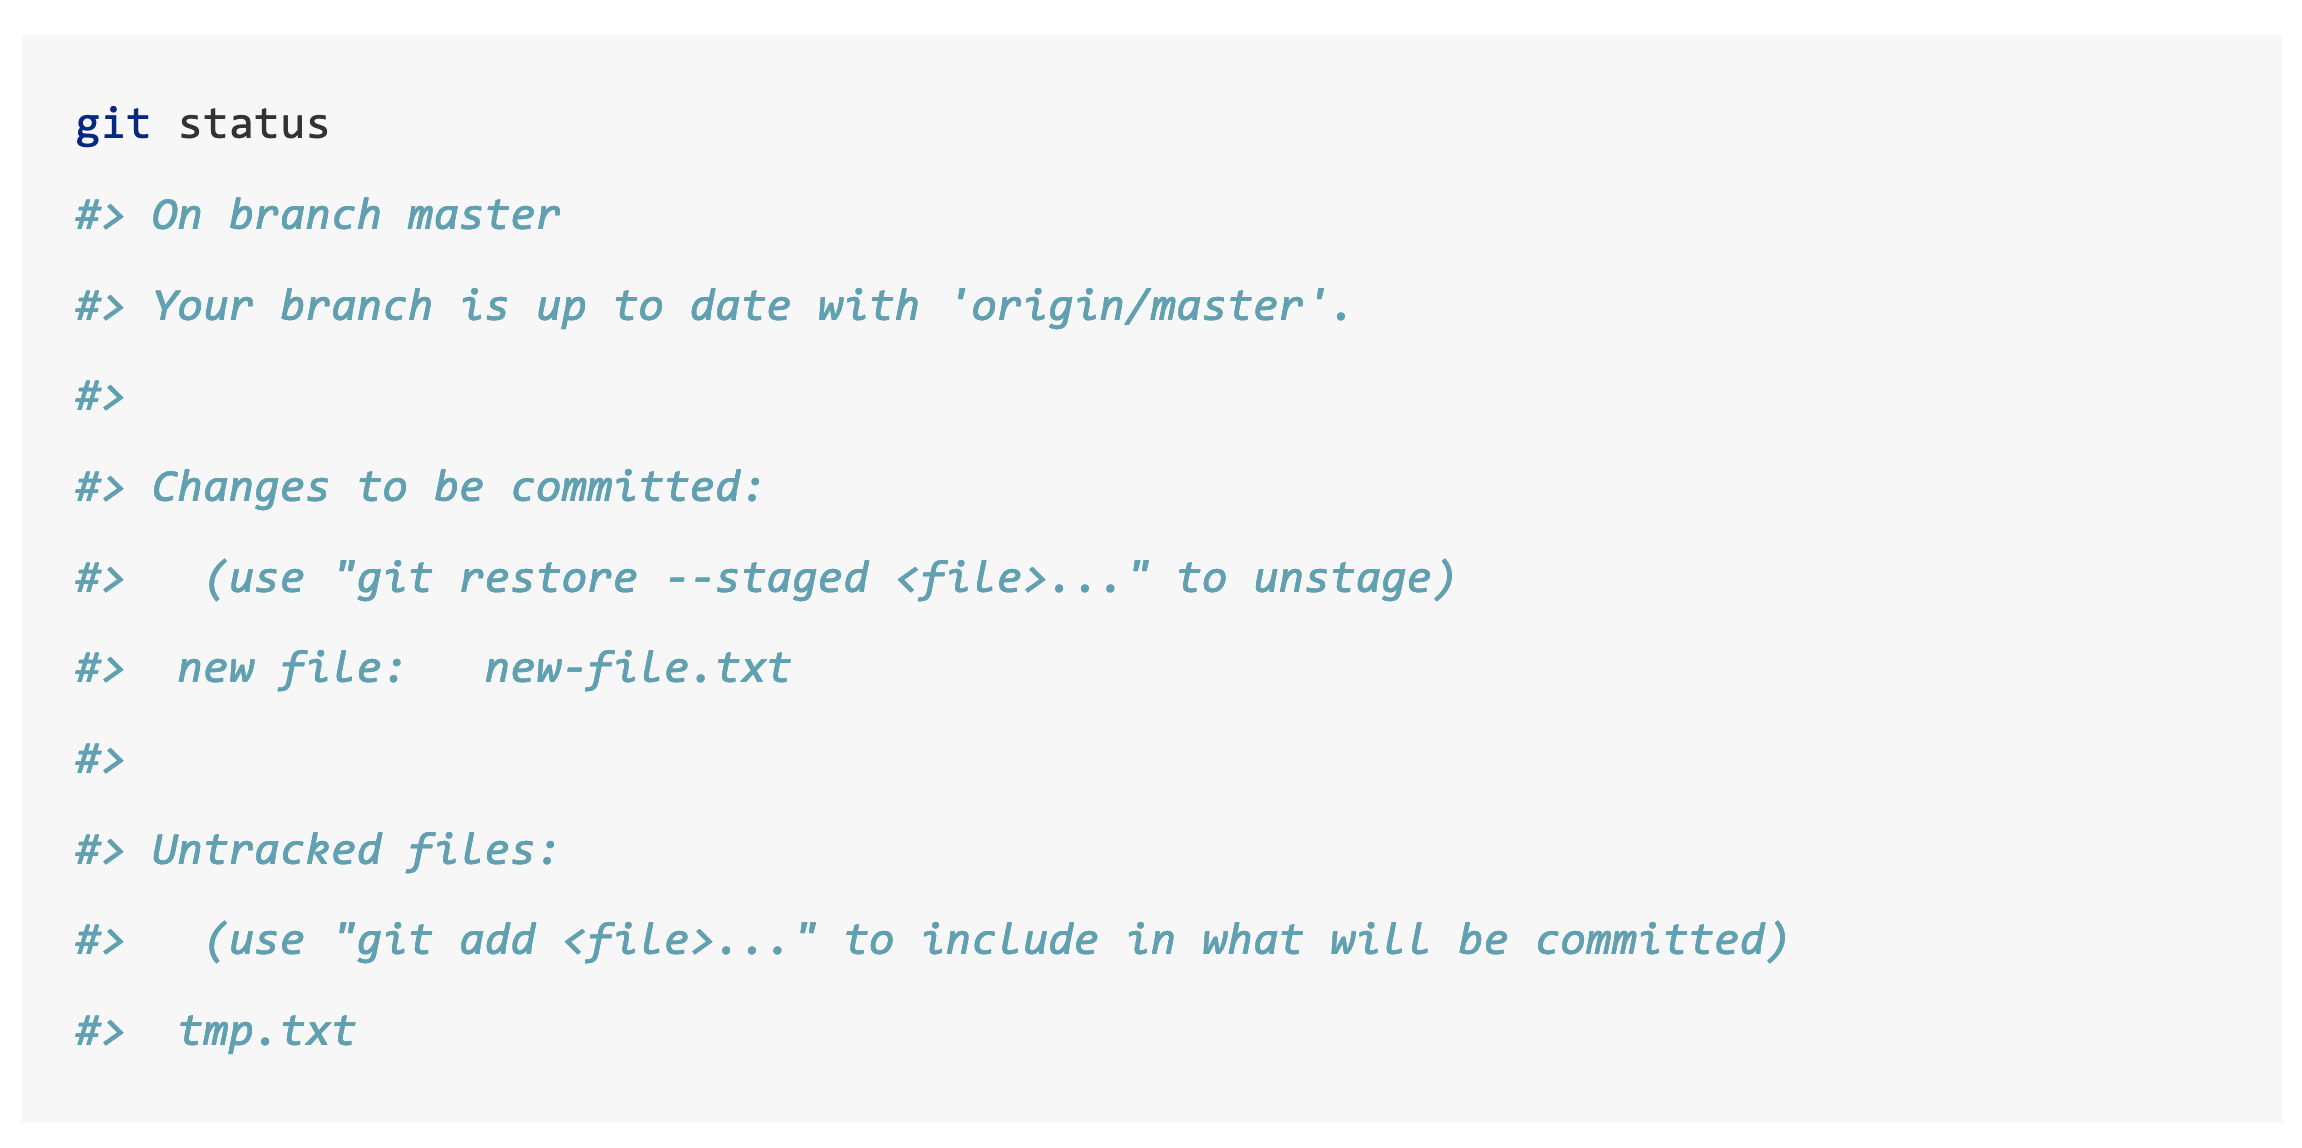 git status
#> On branch master
#> Your branch is up to date with 'origin/master'.
#>
#> Changes to be committed:
#>   (use "git restore --staged <file>..." to unstage)
#>  new file:   new-file.txt
#>
#> Untracked files:
#>   (use "git add <file>..." to include in what will be committed)
#>  tmp.txt